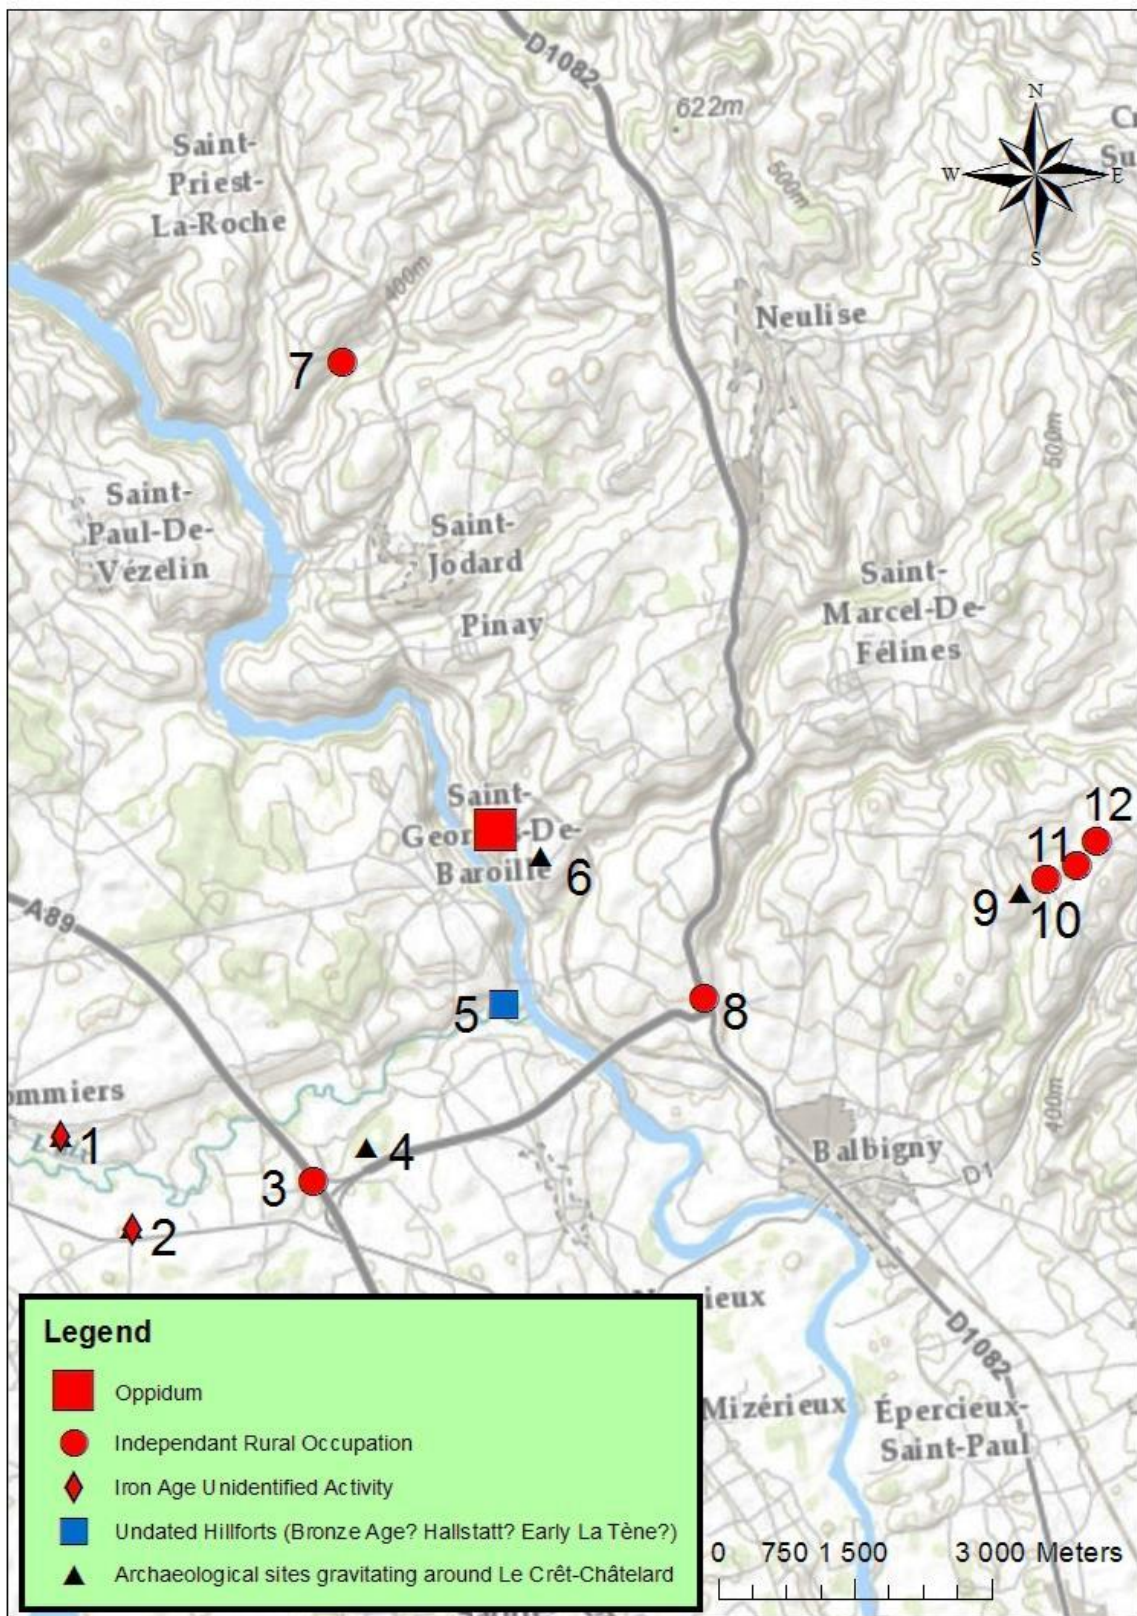 D1082
622m
N
W
E
S
Saint-
Priest-
La-Roche
500m
400m
Neulise
7
500m
Saint-
Paul-De-
Vézelin
Saint-
Jodard
Pinay
Saint-
Marcel-De-
Félines
Saint-
De-
Baroille
6
12
11
9
10
A89
5
8
ommiers
1
4
3
2
400m
Balbigny
D1
ieux
D1082
Mizérieux
Épercieux-
Saint-Paul
Legend
Oppidum
Independant Rural Occupation
Iron Age Unidentified Activity
Undated Hillforts (Bronze Age? Hallstatt? Early La Tène?)
Archaeological sites gravitating around Le Crêt-Châtelard
0 750 1 500 3 000 Meters